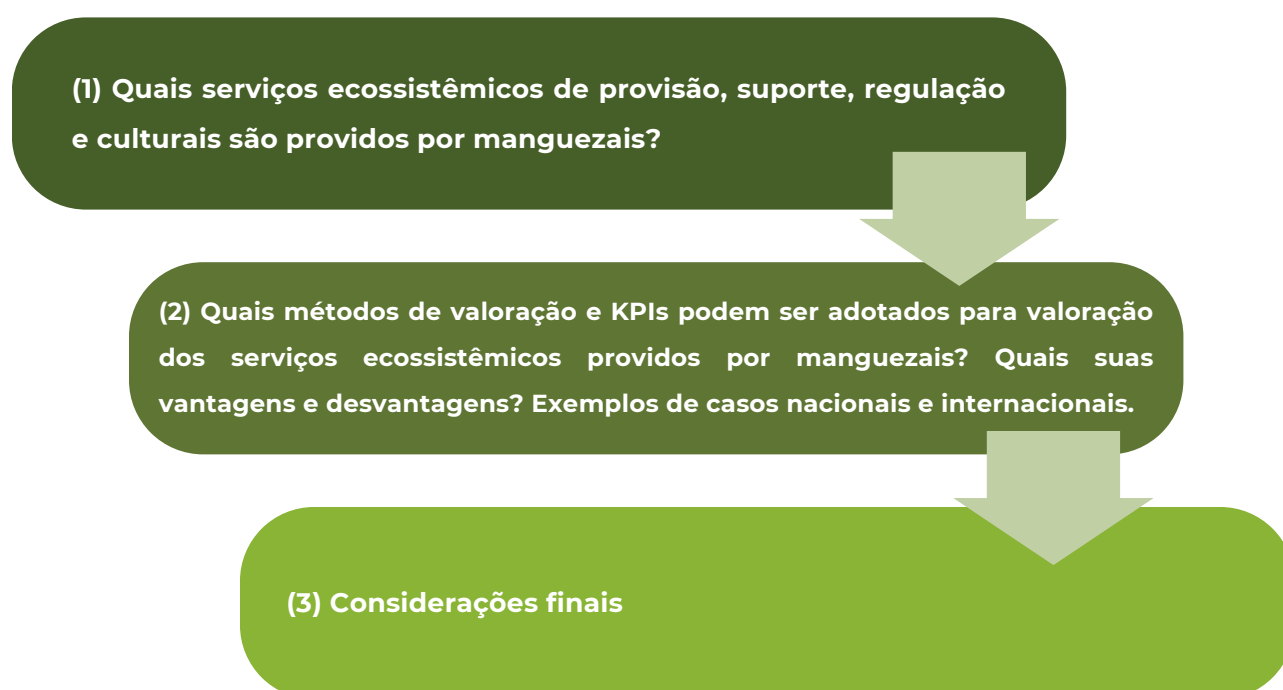 (1) Quais serviços ecossistêmicos de provisão, suporte, regulação
e culturais são providos por manguezais?
(2) Quais métodos de valoração e KPIs podem ser adotados para valoração
dos serviços ecossistêmicos providos por manguezais? Quais suas
vantagens e desvantagens? Exemplos de casos nacionais e internacionais.
(3) Considerações finais